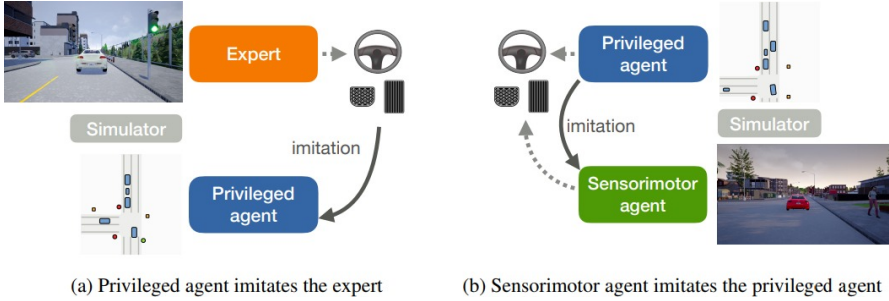 Expert
Simulator
imitation
Privileged
agent
(a) Privileged agent imitates the expert
Privileged
agent
imitation
Simulator
Sensorimotor
agent
(b) Sensorimotor agent imitates the privileged agent